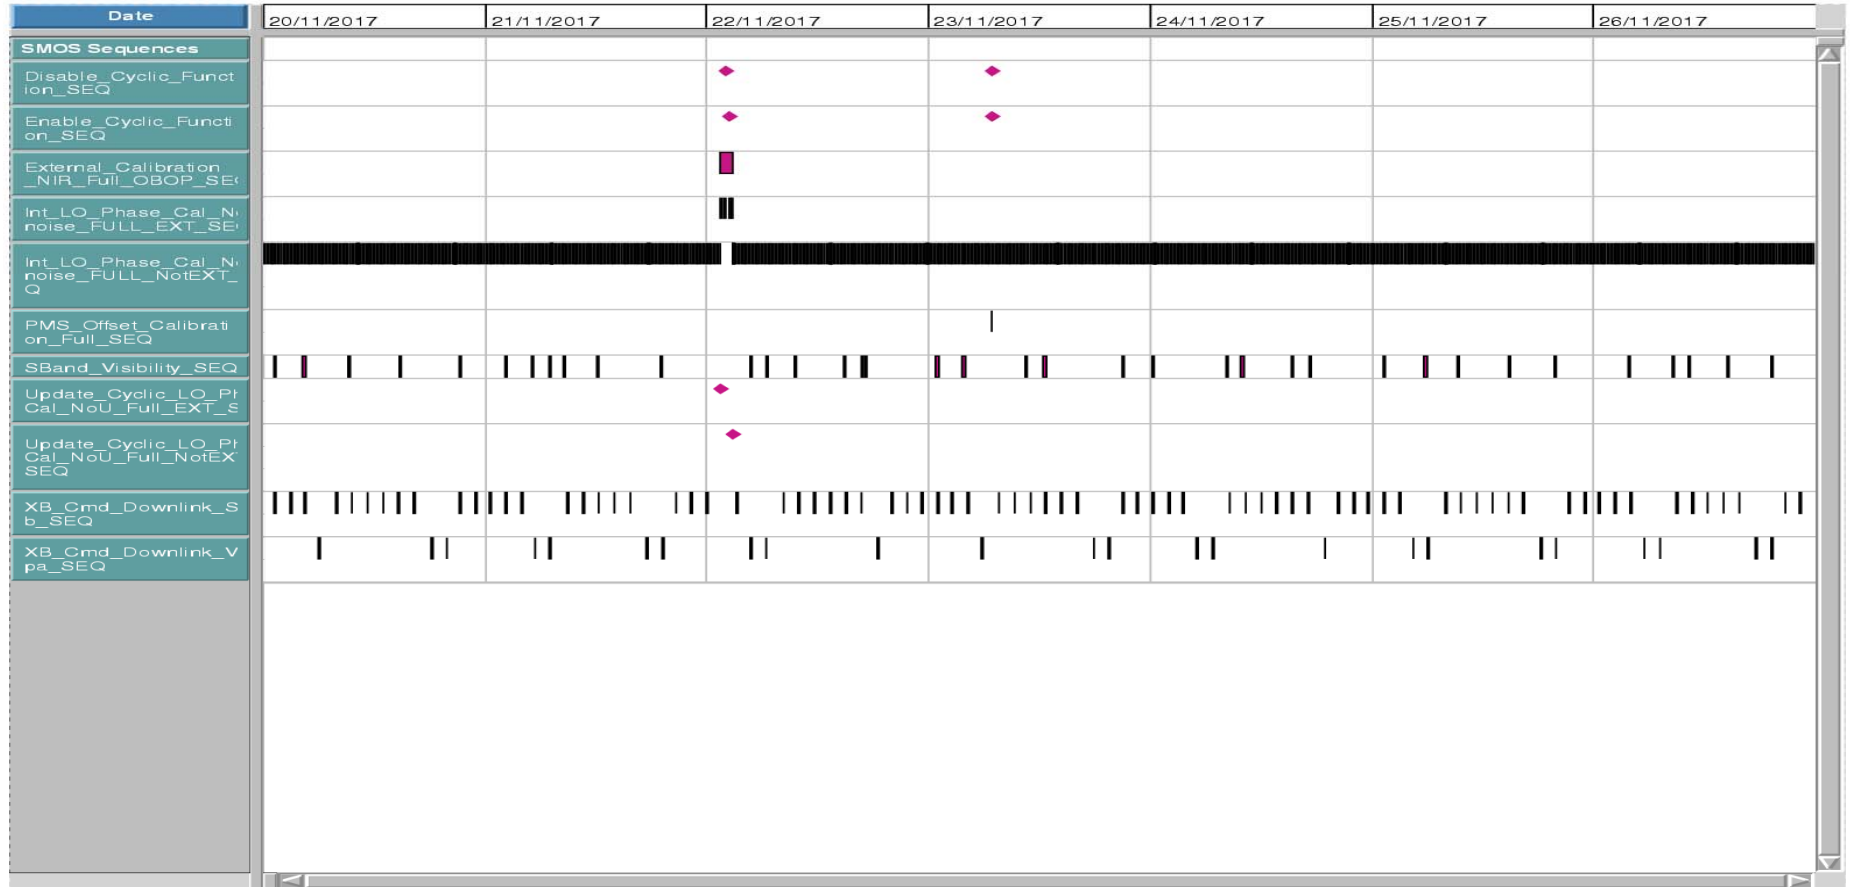 Date
20/11/2017 21/11/2017 22/11/2017 23/11/2017 24/11/2017 25/11/2017 26/11/2017
SMOS Sequences
Disable_Cyclic_Funct
ion_SEQ
Enable_Cyclic_Functi
on_SEQ
External_Calibration
_NIR_Full_OBOP_SE
Int_LO_Phase_Cal_N
noise_FULL_EXT_SE
Int_LO_Phase_Cal_N
noise_FULL_NotEXT_
Q
PMS_Offset_Calibrati
on_Full_SEQ
SBand_Visibility_SEQ
Update_Cyclic_LO_P
Cal_NoU_Full_EXT_S
Update_Cyclic_LO_P
Cal_NoU_Full_NotEX
SEQ
XB_Cmd_Downlink_S
b_SEQ
XB_Cmd_Downlink_V
pa_SEQ